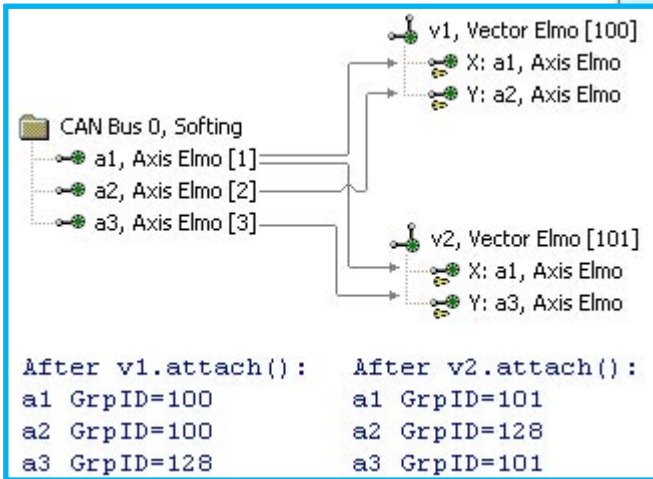 v1, Vector Elmo [100]
X: a1, Axis Elmo
Y: a2, Axis Elmo
CAN Bus 0, Softing
a1, Axis Elmo [1]
a2, Axis Elmo [2]
a3, Axis Elmo [3]
v2, Vector Elmo [101]
X: a1, Axis Elmo
Y: a3, Axis Elmo
After v1.attach():
a1 GrpID=100
a2 GrpID=100
a3 GrpID=128
After v2.attach():
a1 GrpID=101
a2 GrpID=128
a3 GrpID=101